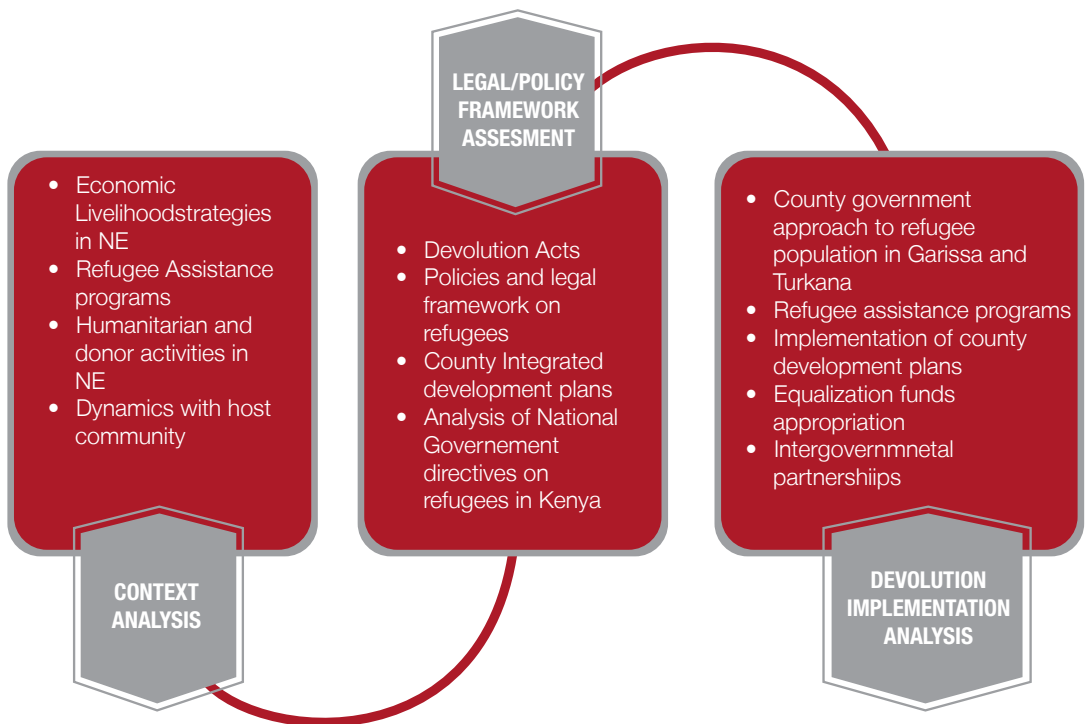 • Economic
Livelihoodstrategies
in NE
• Refugee Assistance
programs
• Humanitarian and
donor activities in
NE
• Dynamics with host
community
CONTEXT
ANALYSIS
LEGAL/POLICY
FRAMEWORK
ASSESMENT
• Devolution Acts
• Policies and legal
framework on
refugees
• County Integrated
development plans
• Analysis of National
Governement
directives on
refugees in Kenya
• County government
approach to refugee
population in Garissa and
Turkana
• Refugee assistance programs
• Implementation of county
development plans
• Equalization funds
appropriation
• Intergovernmnetal
partnershiips
DEVOLUTION
IMPLEMENTATION
ANALYSIS